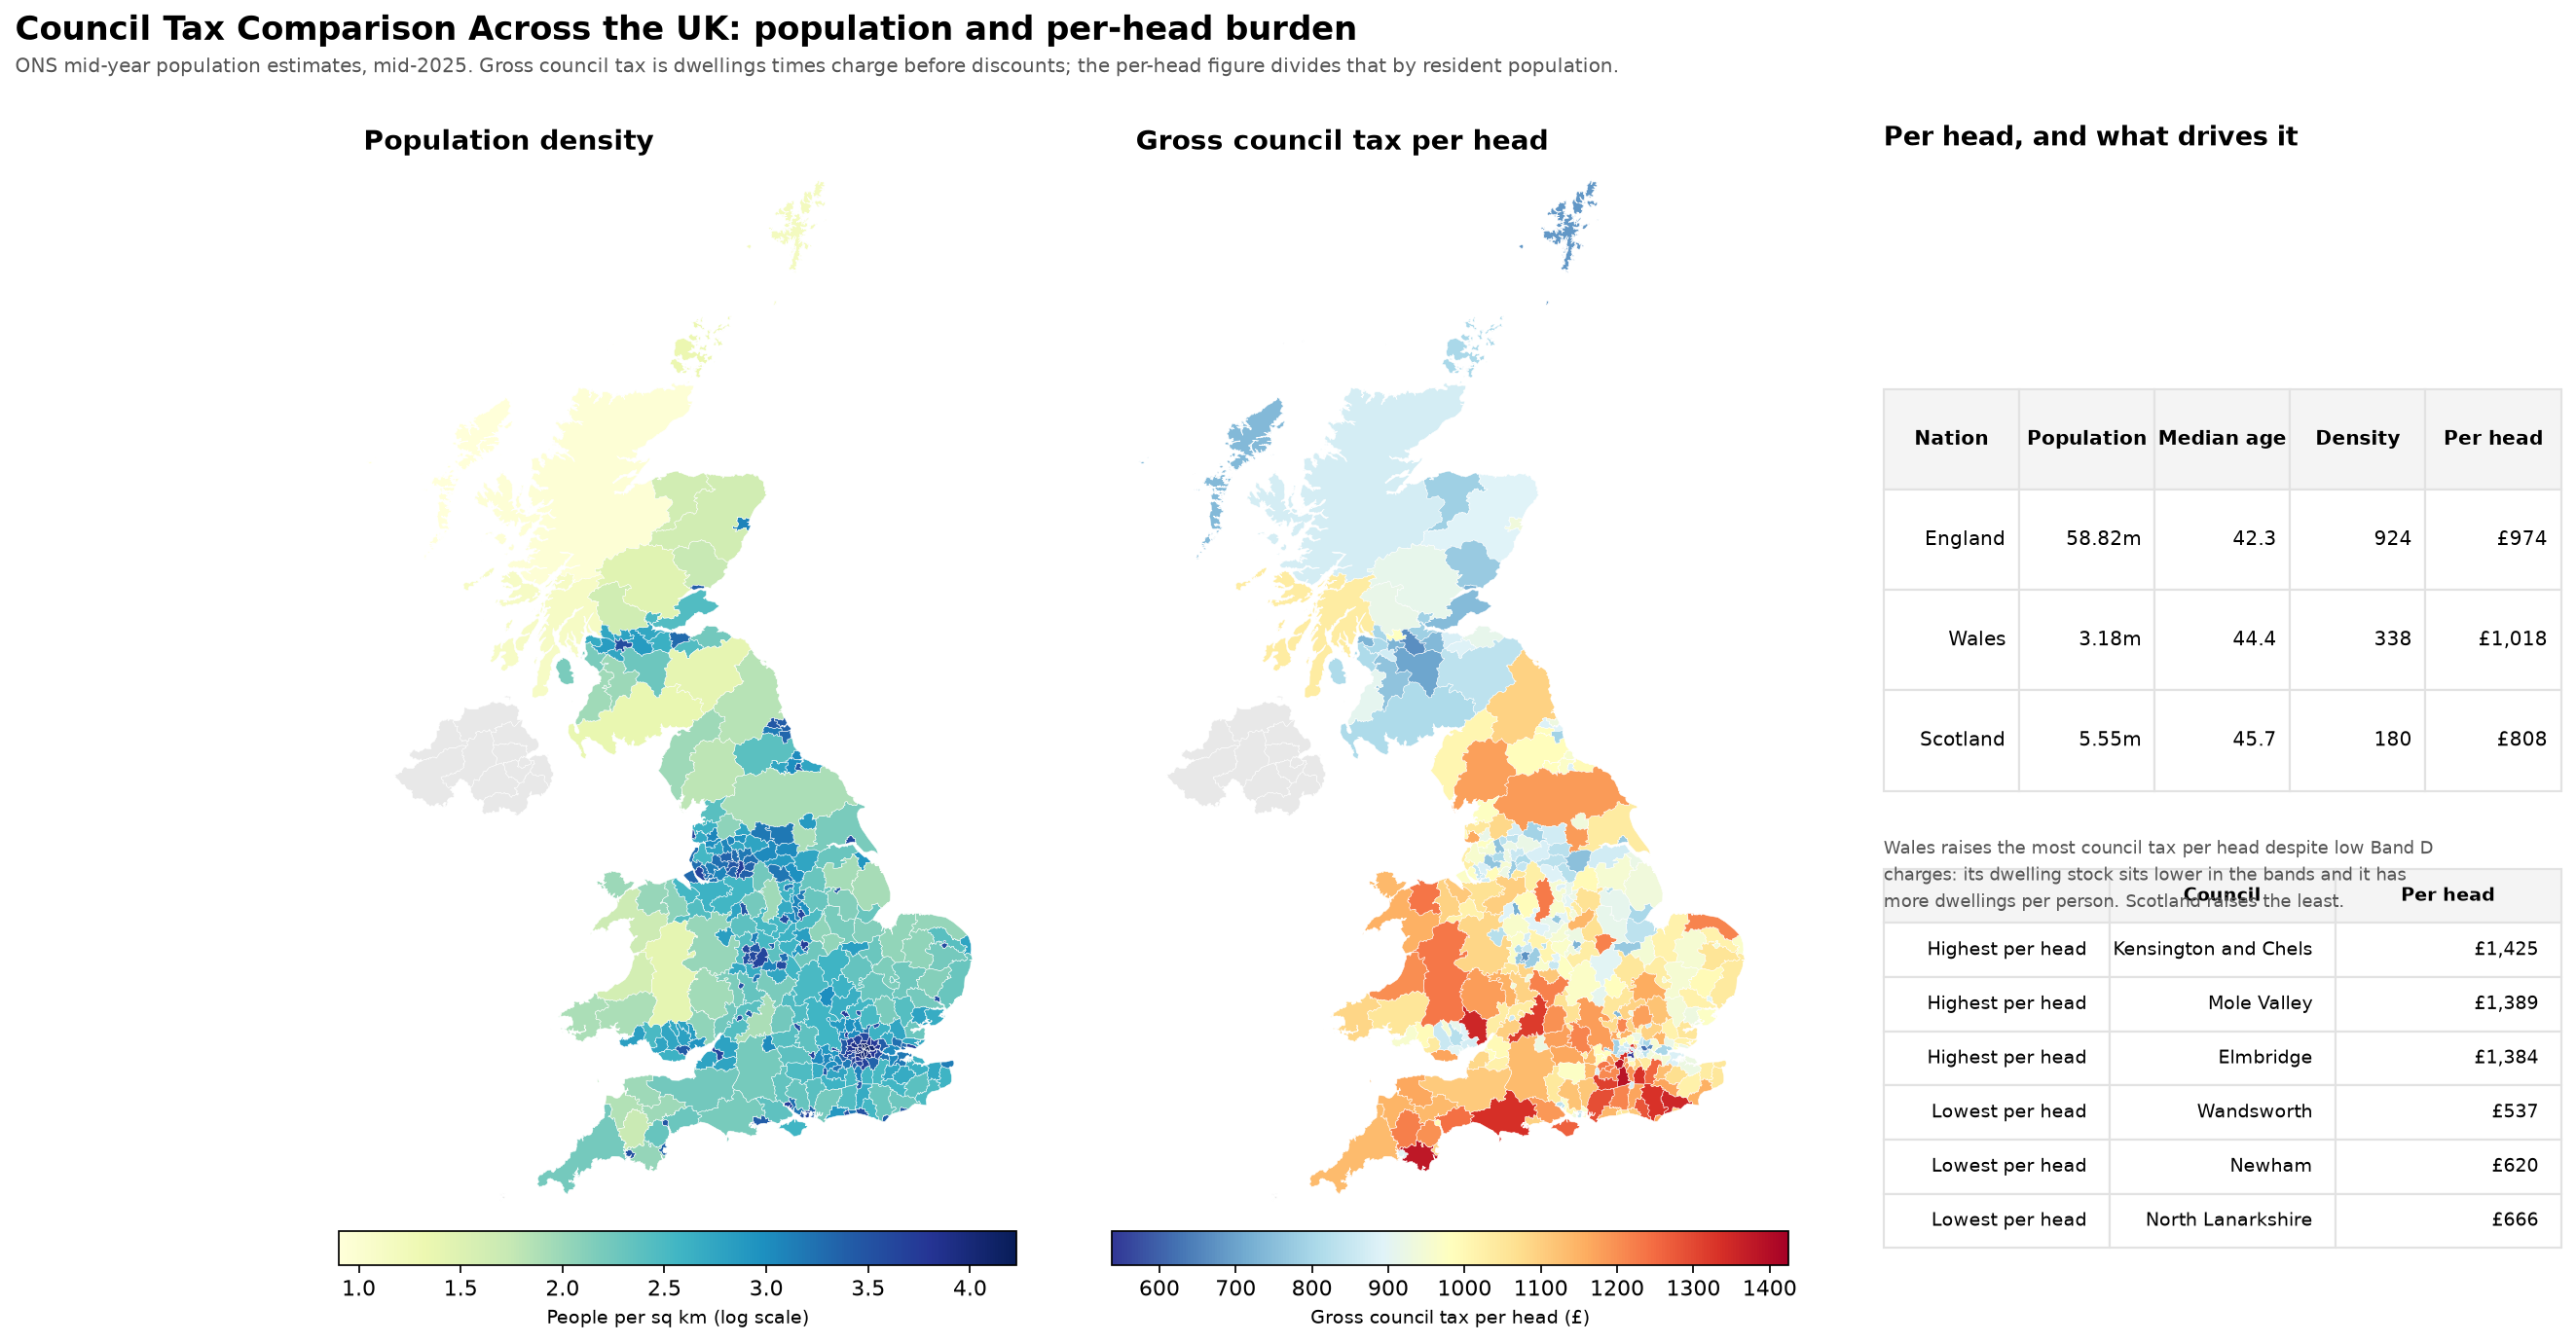 Council Tax Comparison Across the UK: population and per-head burden
ONS mid-year population estimates, mid-2025. Gross council tax is dwellings times charge before discounts; the per-head figure divides that by resident population.
Population density
Gross council tax per head
Per head, and what drives it
Nation Population Median age Density Per head
England 58.82m 42.3 924 £974
Wales 3.18m 44.4 338 £1,018
Scotland 5.55m 45.7 180 £808
Wales raises the most council tax per head despite low Band D
charges: its dwelling stock sits lower in the bands and it has
more dwellings per person. Scotland raises the least.
Council Per head
Highest per head Kensington and Chels £1,425
Highest per head Mole Valley £1,389
Highest per head Elmbridge £1,384
Lowest per head Wandsworth £537
Lowest per head Newham £620
Lowest per head North Lanarkshire £666
1.0 1.5 2.0 2.5 3.0 3.5 4.0
People per sq km (log scale)
600 700 800 900 1000 1100 1200 1300 1400
Gross council tax per head (£)